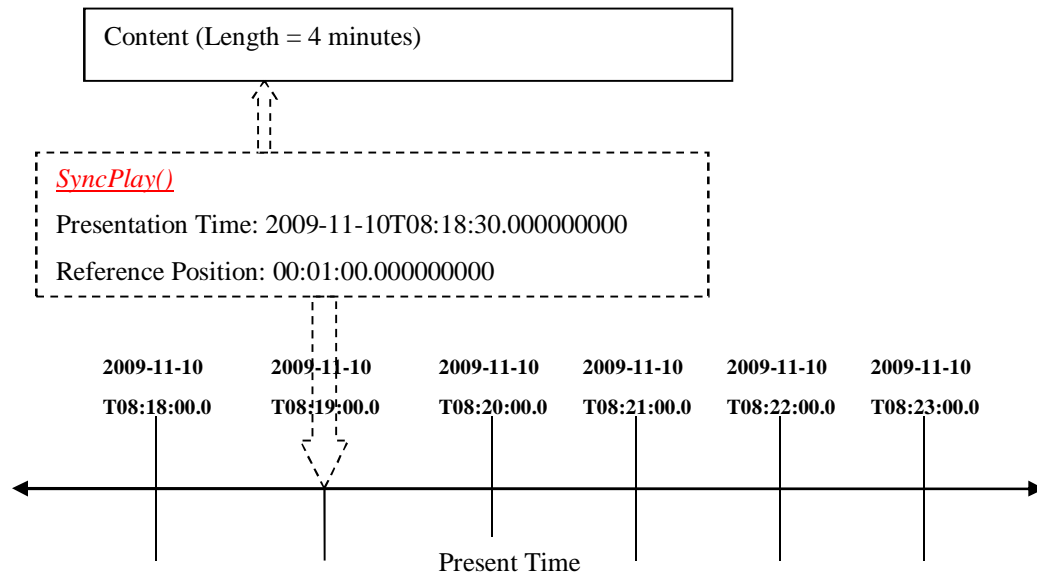 Content (Length = 4 minutes)
SyncPlay()
Presentation Time: 2009-11-10T08:18:30.000000000
Reference Position: 00:01:00.000000000
2009-11-10 2009-11-10 2009-11-10 2009-11-10 2009-11-10 2009-11-10
T08:18:00.0 T08:19:00.0 T08:20:00.0 T08:21:00.0 T08:22:00.0 T08:23:00.0
Present Time